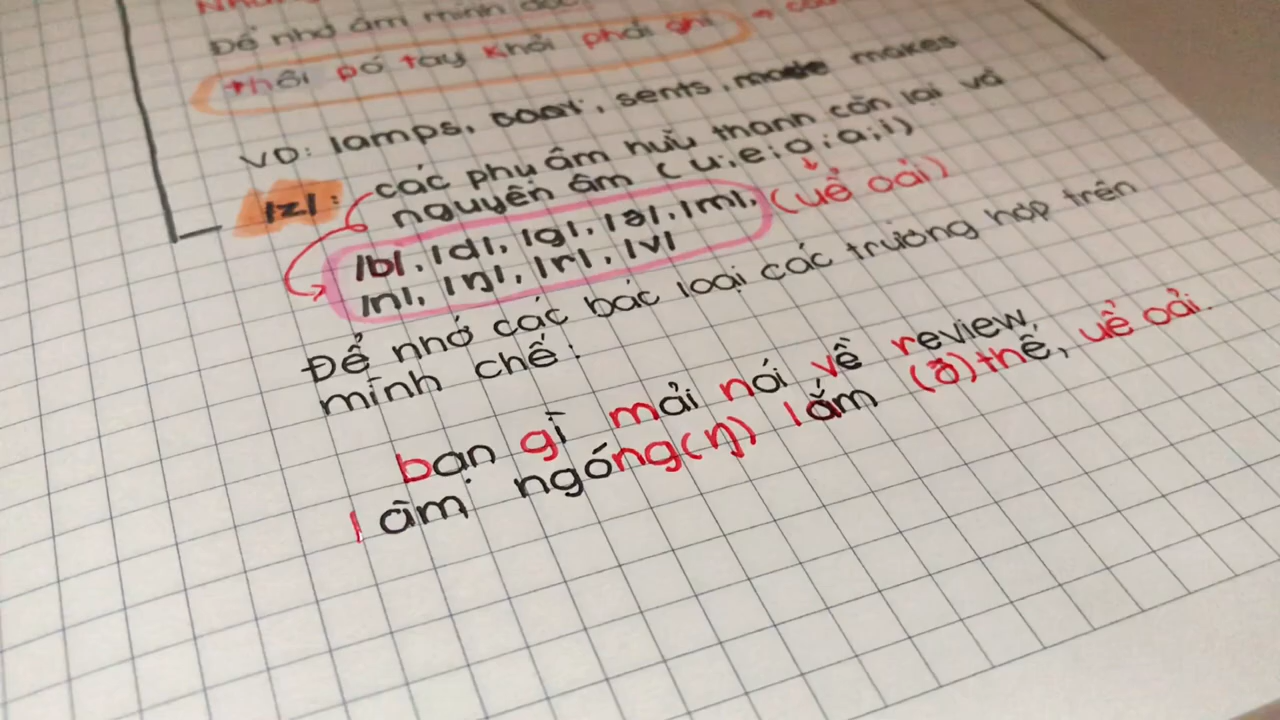 Để nhớ âm mình đọc
thôi pó tay khỏi phải ghi
VD: lamps, sents, makes
/z/: các phụ âm hưũ thanh còn lại và
nguyên âm (u; e; o; a; i)
(uể oải)
/b/, /d/, /g/, /ð/, /m/,
/n/, /ŋ/, /r/, /v/
Để nhớ các bác loại các trường hợp trên
mình chế:
bạn gì mải nói về review,
làm ngóng(ŋ) lắm (ð)thế, uể oải.